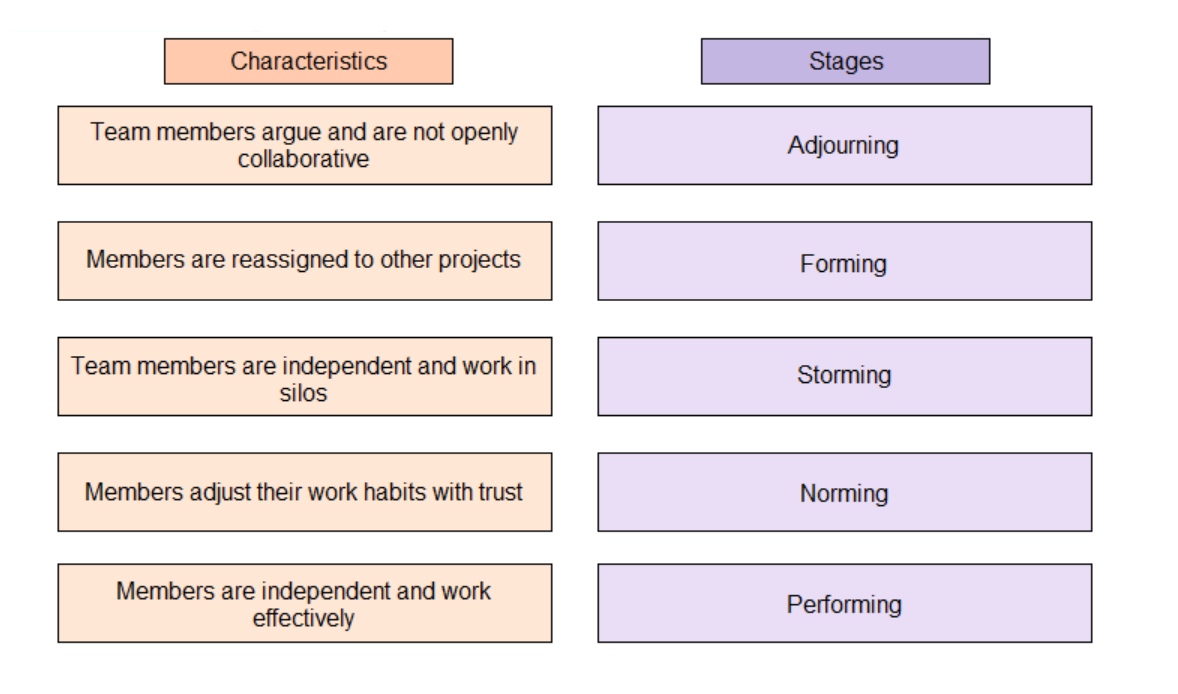 Characteristics
Stages
Team members argue and are not openly
collaborative
Adjourning
Members are reassigned to other projects
Forming
Team members are independent and work in
silos
Storming
Members adjust their work habits with trust
Norming
Members are independent and work
effectively
Performing